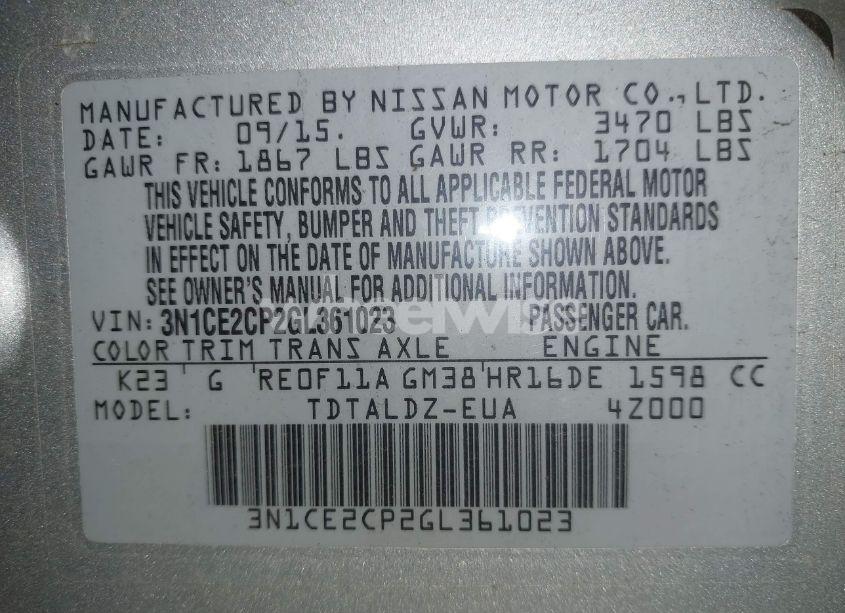 MANUFACTURED BY NISSAN MOTOR CO., LTD.
DATE: 09/15. GVWR: 3470 LBS
GAWR FR: 1867 LBS GAWR RR: 1704 LBS
THIS VEHICLE CONFORMS TO ALL APPLICABLE FEDERAL MOTOR
VEHICLE SAFETY, BUMPER AND THEFT PREVENTION STANDARDS
IN EFFECT ON THE DATE OF MANUFACTURE SHOWN ABOVE.
SEE OWNER'S MANUAL FOR ADDITIONAL INFORMATION.
VIN: 3N1CE2CP2GL361023 PASSENGER CAR.
COLOR TRIM TRANS AXLE ENGINE
K23 G RE0F11A GM38 HR16DE 1598 CC
MODEL: TDTALDZ-EUA 4Z000
3N1CE2CP2GL361023